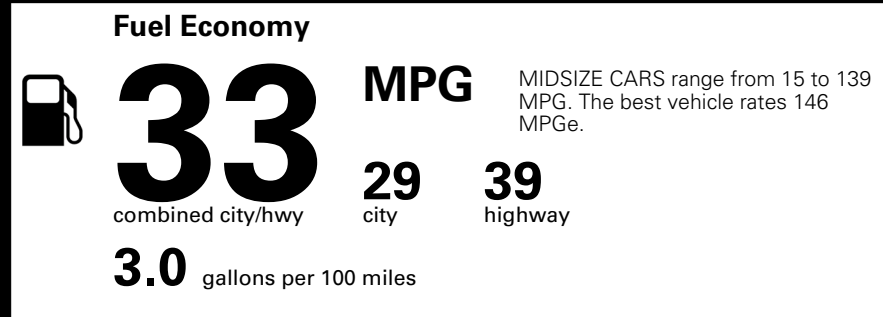 Fuel Economy
33
MPG
MIDSIZE CARS range from 15 to 139
MPG. The best vehicle rates 146
MPGe.
29
39
combined city/hwy
city
highway
3.0 gallons per 100 miles